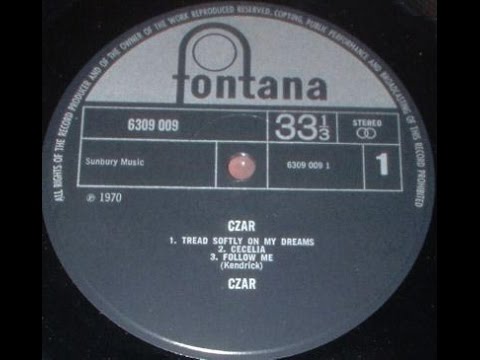 ALL RIGHTS OF THE RECORD PRODUCER AND OF THE OWNER OF THE WORK REPRODUCED RESERVED, COPYING, PUBLIC PERFORMANCE AND BROADCASTING OF THIS RECORD PROHIBITED
fontana
6309 009
33 1/3
STEREO
Sunbury Music
6309 009 1
1
℗ 1970
CZAR
1. TREAD SOFTLY ON MY DREAMS
2. CECELIA
3. FOLLOW ME
(Kendrick)
CZAR